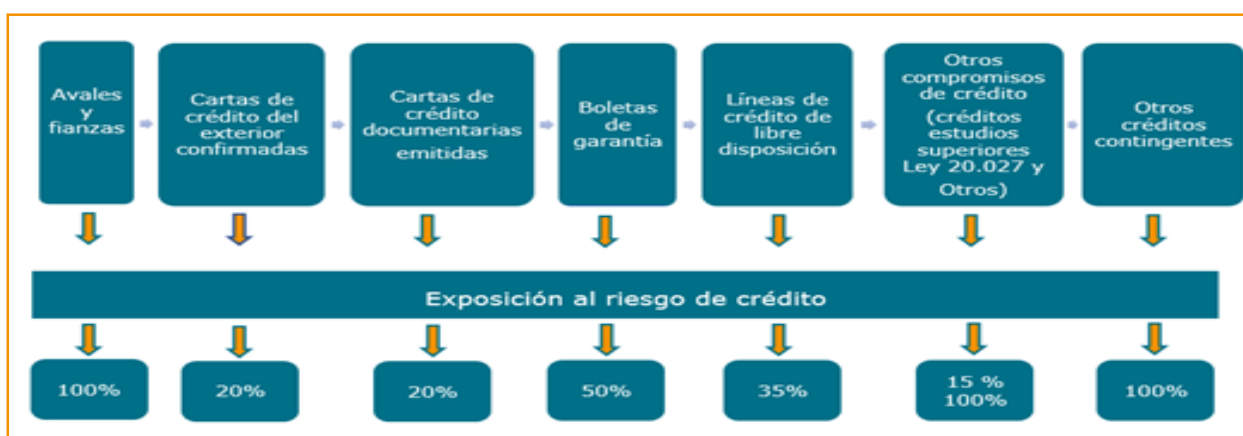 Avales
y
fianzas
Cartas de
crédito del
exterior
confirmadas
Cartas de
crédito
documentarias
emitidas
Boletas
de
garantía
Líneas de
crédito de
libre
disposición
Otros
compromisos
de crédito
(créditos
estudios
superiores
Ley 20.027 y
Otros)
Otros
créditos
contingentes
Exposición al riesgo de crédito
100%
20%
20%
50%
35%
15 %
100%
100%